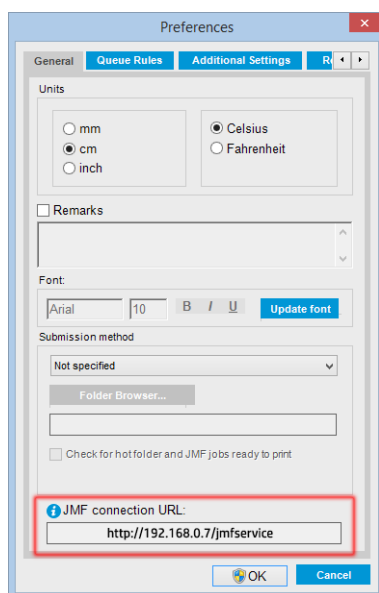 Preferences
General Queue Rules Additional Settings
Units
mm
cm
inch
Celsius
Fahrenheit
Remarks
Font:
Arial 10 B I U Update font
Submission method
Not specified
Folder Browser...
Check for hot folder and JMF jobs ready to print
JMF connection URL:
http://192.168.0.7/jmfservice
OK Cancel